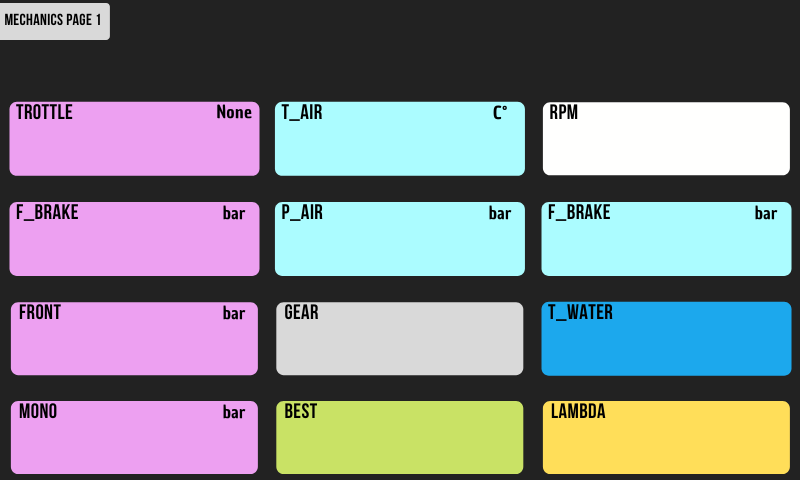 MECHANICS PAGE 1
TROTTLE None
T_AIR C°
RPM
F_BRAKE bar
P_AIR bar
F_BRAKE bar
FRONT bar
GEAR
T_WATER
MONO bar
BEST
LAMBDA